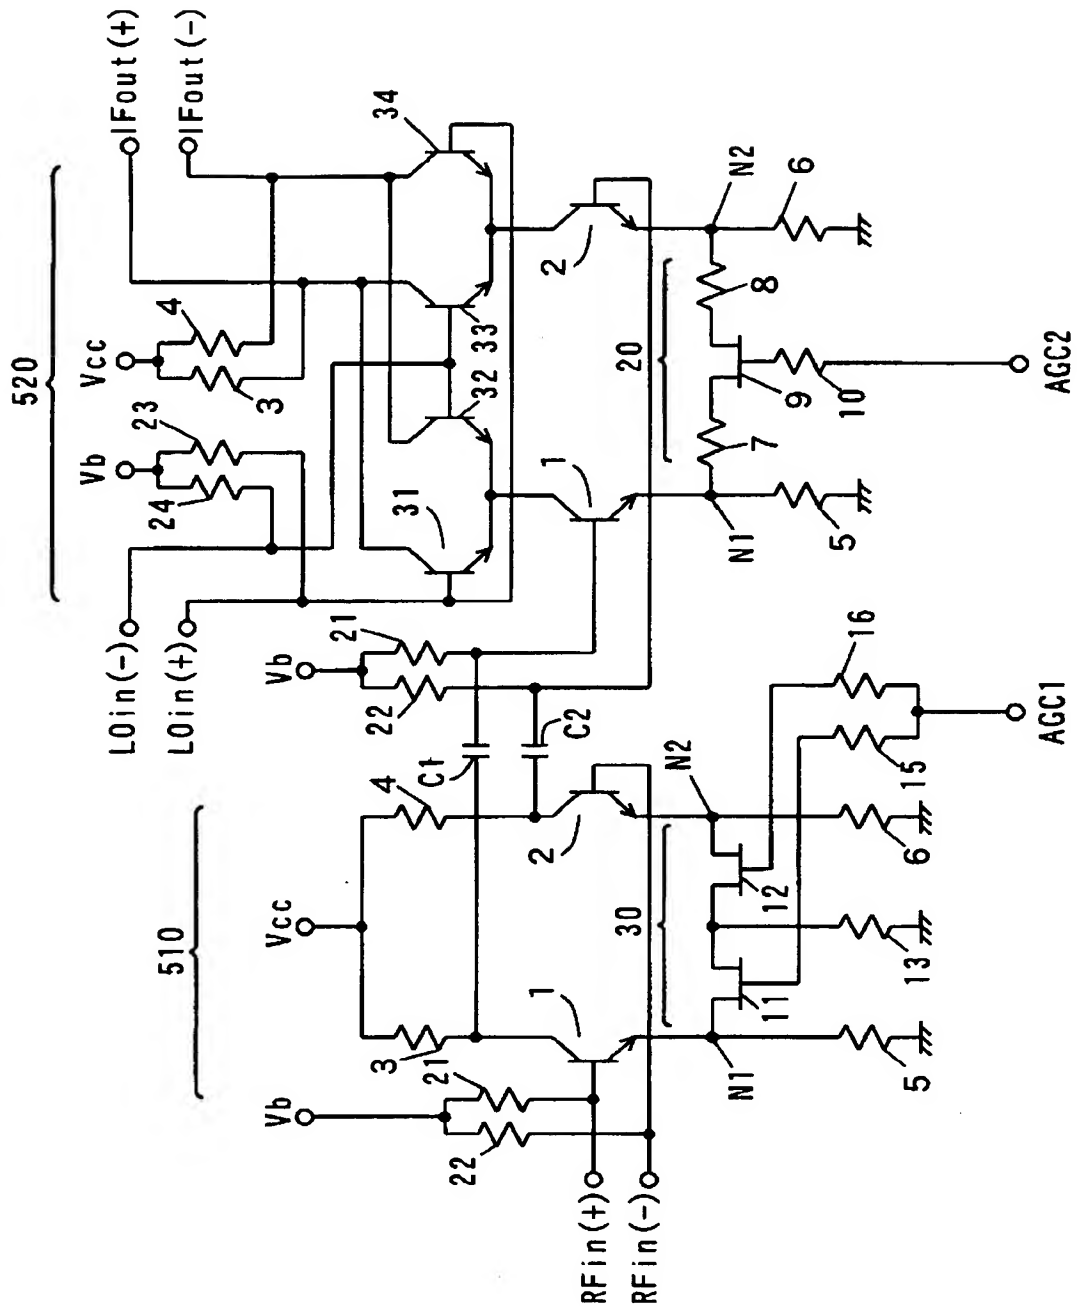 520
IFout(+)
IFout(-)
LOin(-)
LOin(+)
Vb
24
23
Vcc
3
4
31
32
33
34
510
Vcc
Vb
22
21
C1
C2
3
4
Vb
22
21
RFin(+)
RFin(-)
1
2
1
2
30
20
N1
N2
N1
N2
11
12
7
8
9
10
5
13
6
15
16
5
6
AGC1
AGC2